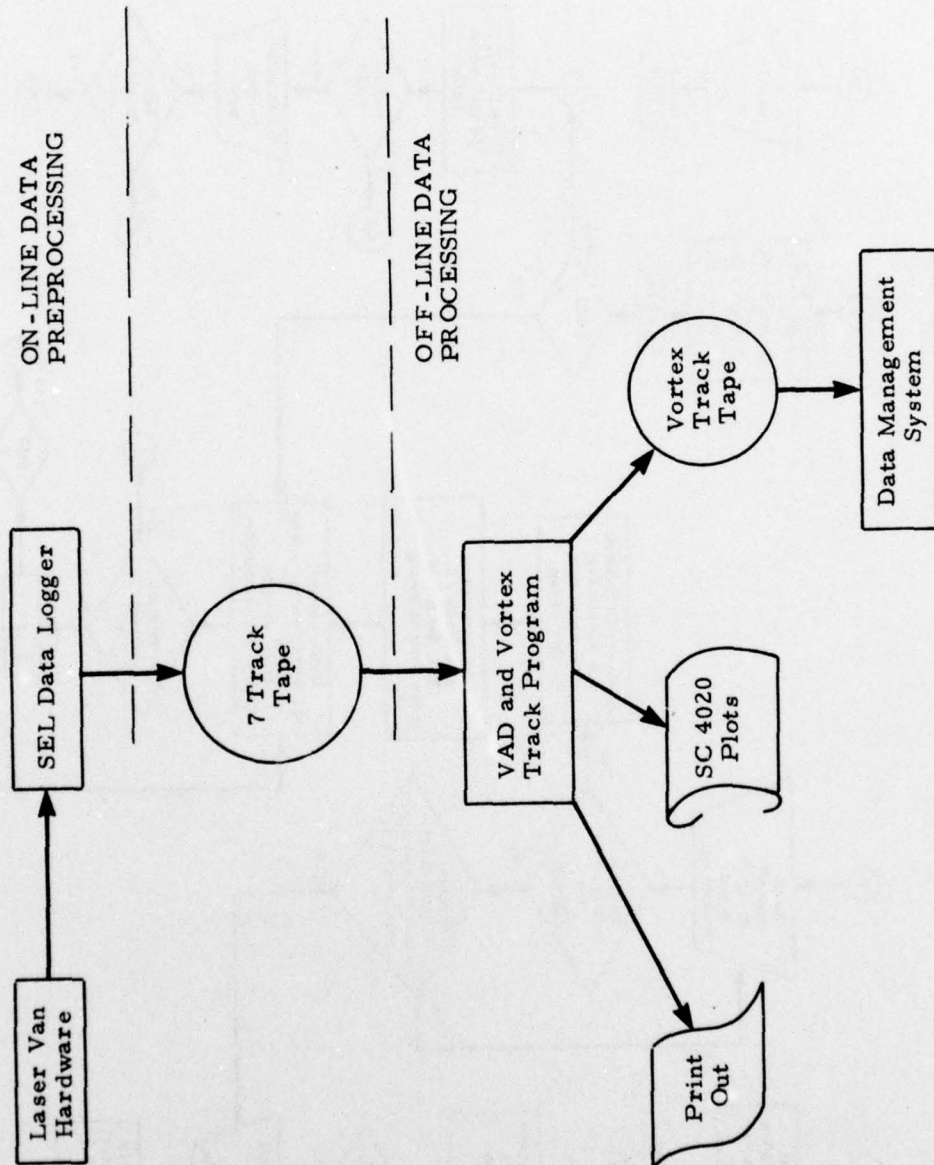 Laser Van
Hardware
SEL Data Logger
ON-LINE DATA
PREPROCESSING
7 Track
Tape
OFF-LINE DATA
PROCESSING
VAD and Vortex
Track Program
Print
Out
SC 4020
Plots
Vortex
Track
Tape
Data Management
System